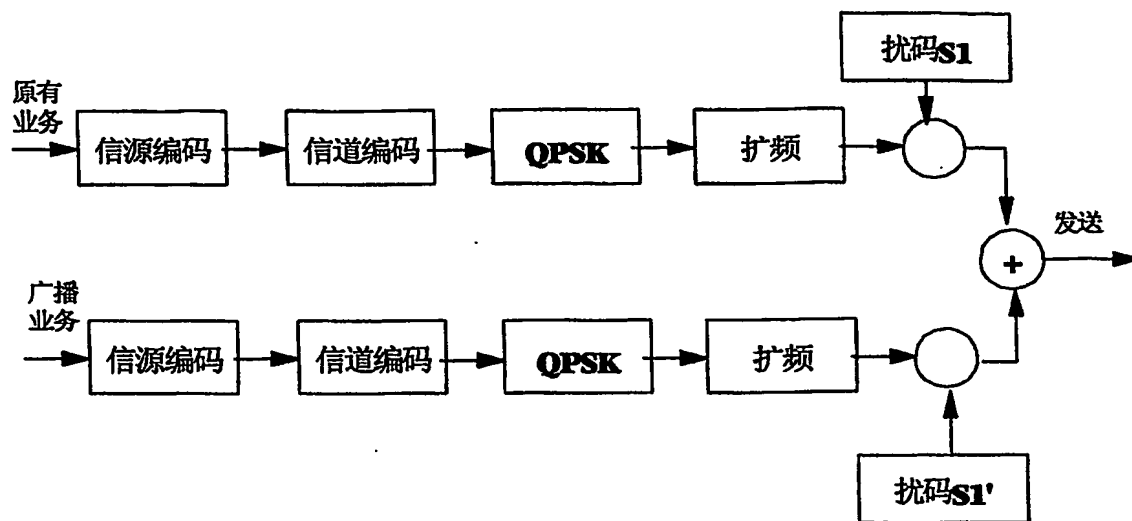 扰码S1
原有
业务
信源编码
信道编码
QPSK
扩频
发送
+
广播
业务
信源编码
信道编码
QPSK
扩频
扰码S1'